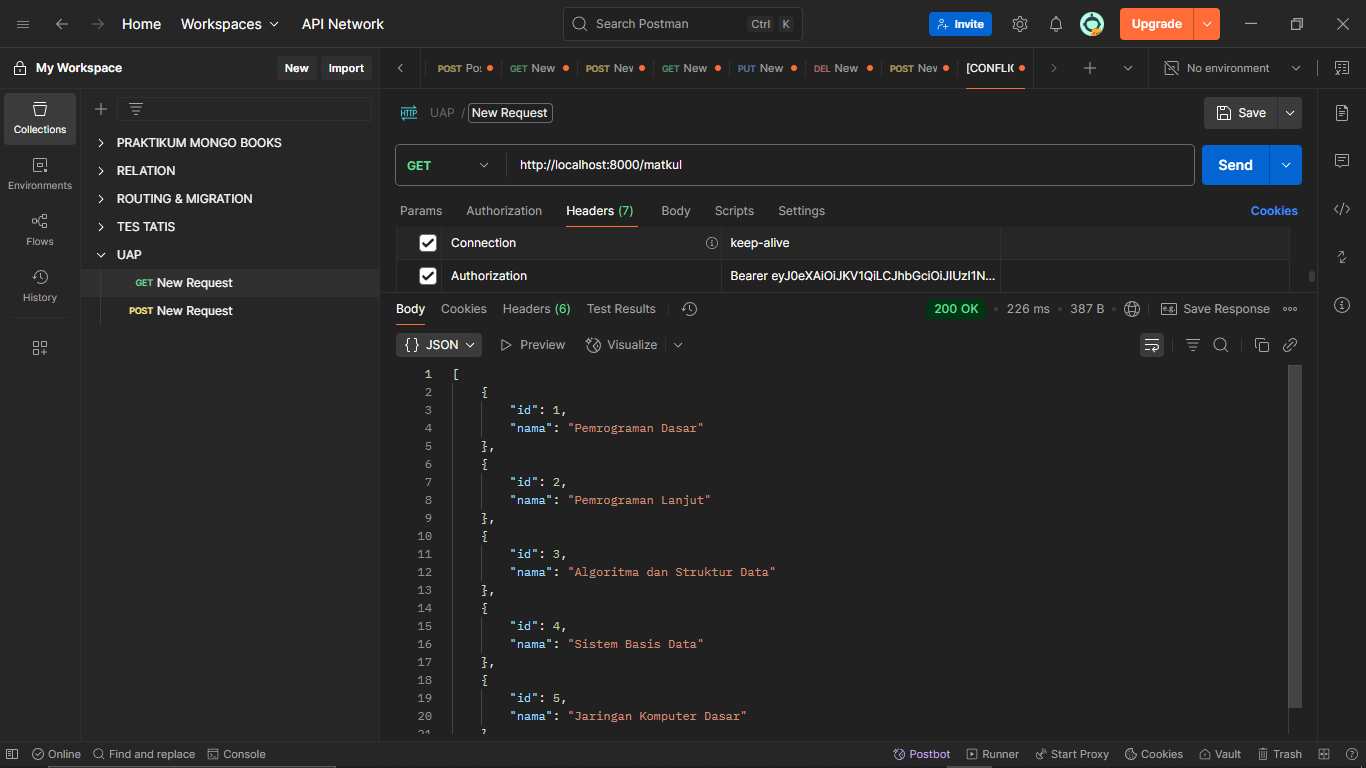 Home Workspaces API Network Search Postman Ctrl K Invite Upgrade
My Workspace New Import POST Po: GET New POST Nev GET New PUT New DEL New POST Nev [CONFLIC No environment
Collections
Environments
Flows
History
PRAKTIKUM MONGO BOOKS
RELATION
ROUTING & MIGRATION
TES TATIS
UAP
GET New Request
POST New Request
HTTP UAP / New Request Save
GET http://localhost:8000/matkul Send
Params Authorization Headers (7) Body Scripts Settings Cookies
Connection keep-alive
Authorization Bearer eyJ0eXAiOiJKV1QiLCJhbGciOiJIUzI1N...
Body Cookies Headers (6) Test Results 200 OK • 226 ms • 387 B e.g. Save Response
{} JSON Preview Visualize
1 [
2 {
3 "id": 1,
4 "nama": "Pemrograman Dasar"
5 },
6 {
7 "id": 2,
8 "nama": "Pemrograman Lanjut"
9 },
10 {
11 "id": 3,
12 "nama": "Algoritma dan Struktur Data"
13 },
14 {
15 "id": 4,
16 "nama": "Sistem Basis Data"
17 },
18 {
19 "id": 5,
20 "nama": "Jaringan Komputer Dasar"
21 }
Online Find and replace Console Postbot Runner Start Proxy Cookies Vault Trash